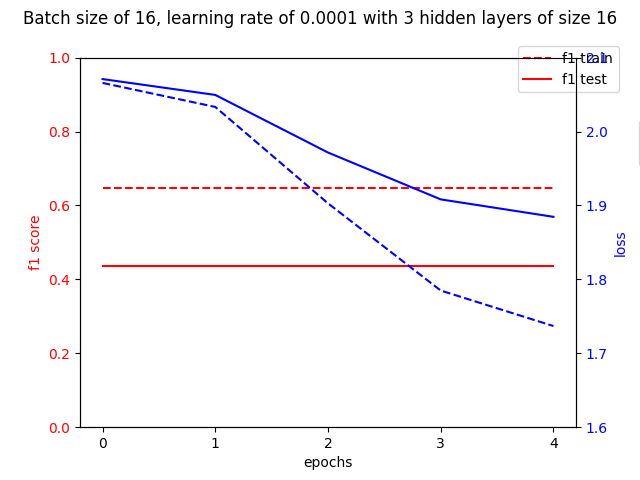 Batch size of 16, learning rate of 0.0001 with 3 hidden layers of size 16
f1 train
f1 test
1.0
0.8
0.6
0.4
0.2
0.0
f1 score
2.1
2.0
1.9
1.8
1.7
1.6
loss
0 1 2 3 4
epochs